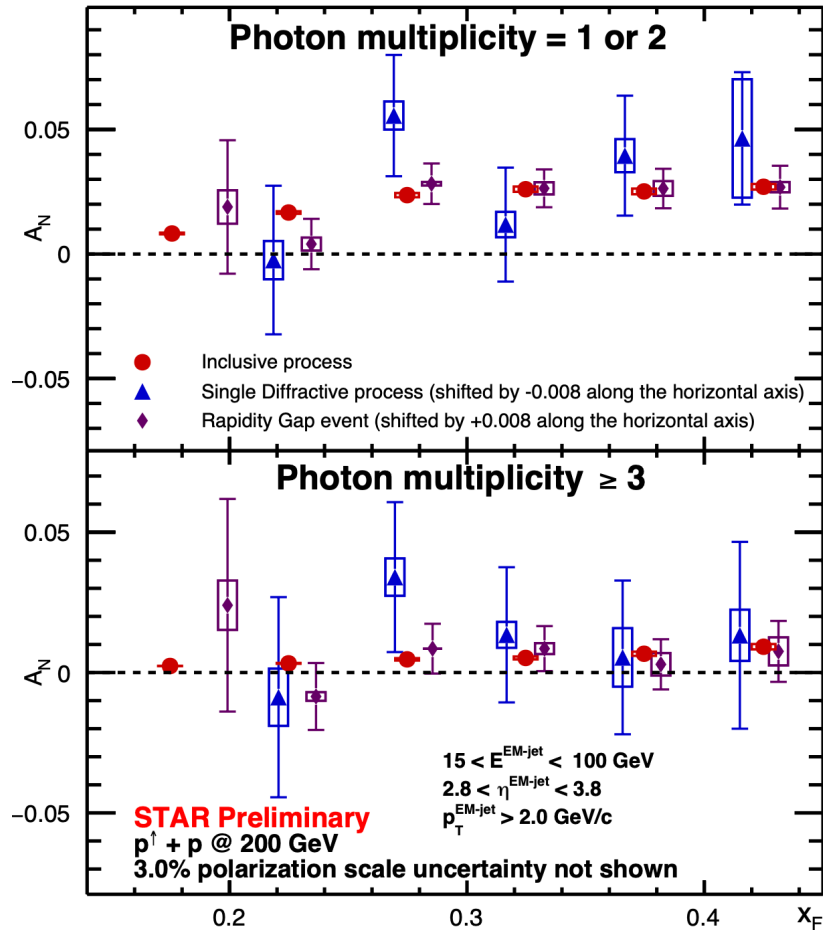 Photon multiplicity = 1 or 2
0.05
0
−0.05
A_N
Inclusive process
Single Diffractive process (shifted by -0.008 along the horizontal axis)
Rapidity Gap event (shifted by +0.008 along the horizontal axis)
Photon multiplicity ≥ 3
0.05
0
−0.05
A_N
15 < E^EM-jet < 100 GeV
2.8 < η^EM-jet < 3.8
p_T^EM-jet > 2.0 GeV/c
STAR Preliminary
p^↑ + p @ 200 GeV
3.0% polarization scale uncertainty not shown
0.2 0.3 0.4 x_F